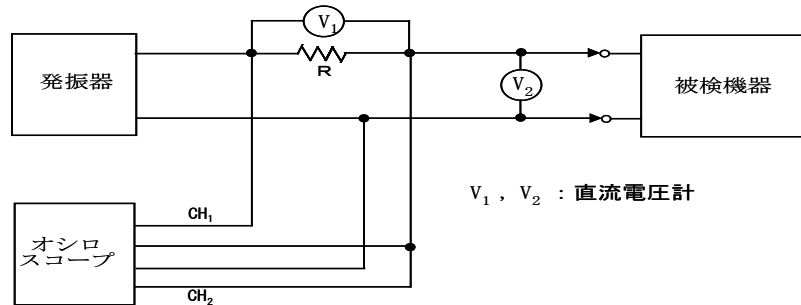 V₁
発振器
R
V₂
被検機器
V₁ , V₂ : 直流電圧計
CH₁
オシロ
スコープ
CH₂